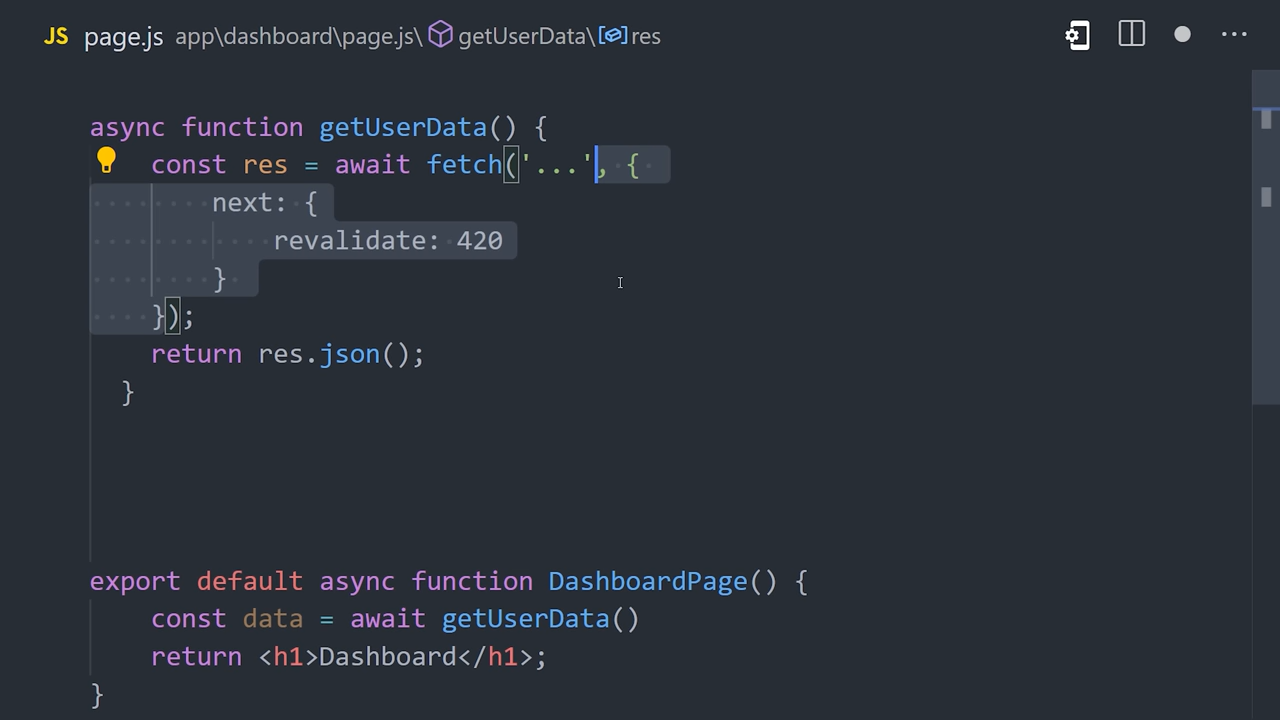 JS page.js app\dashboard\page.js\ getUserData\ res
async function getUserData() {
const res = await fetch('...', {
next: {
revalidate: 420
}
});
return res.json();
}
export default async function DashboardPage() {
const data = await getUserData()
return <h1>Dashboard</h1>;
}